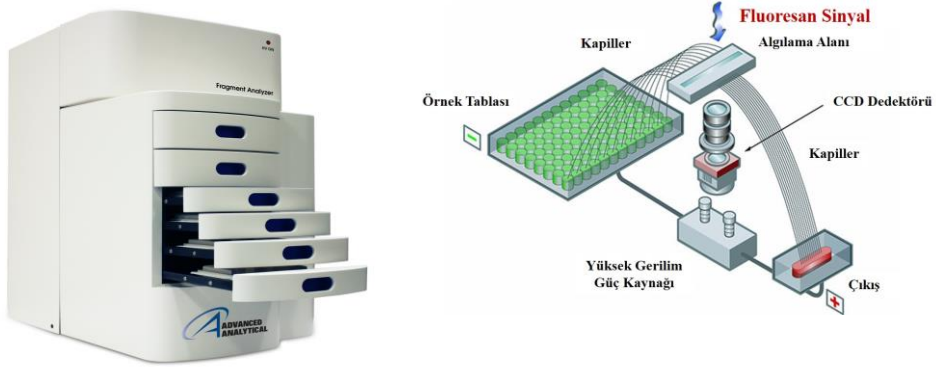 Fragment Analyzer
ADVANCED
ANALYTICAL
Fluoresan Sinyal
Kapiller
Algılama Alanı
Örnek Tablası
CCD Dedektörü
Kapiller
Yüksek Gerilim
Güç Kaynağı
Çıkış